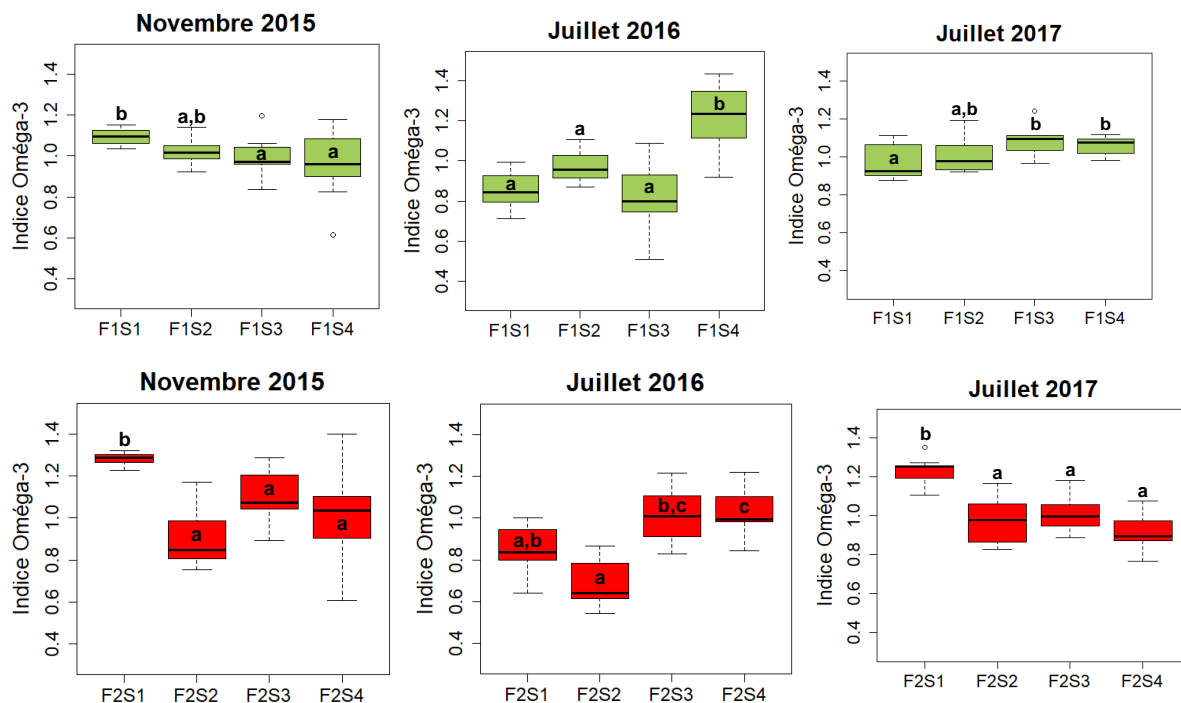 Novembre 2015
Indice Oméga-3
1.4
1.2
1.0
0.8
0.6
0.4
b
a,b
a
a
F1S1 F1S2 F1S3 F1S4
Juillet 2016
Indice Oméga-3
1.4
1.2
1.0
0.8
0.6
0.4
a
a
a
b
F1S1 F1S2 F1S3 F1S4
Juillet 2017
Indice Oméga-3
1.4
1.2
1.0
0.8
0.6
0.4
a
a,b
b
b
F1S1 F1S2 F1S3 F1S4
Novembre 2015
Indice Oméga-3
1.4
1.2
1.0
0.8
0.6
0.4
b
a
a
a
F2S1 F2S2 F2S3 F2S4
Juillet 2016
Indice Oméga-3
1.4
1.2
1.0
0.8
0.6
0.4
a,b
a
b,c
c
F2S1 F2S2 F2S3 F2S4
Juillet 2017
Indice Oméga-3
1.4
1.2
1.0
0.8
0.6
0.4
b
a
a
a
F2S1 F2S2 F2S3 F2S4